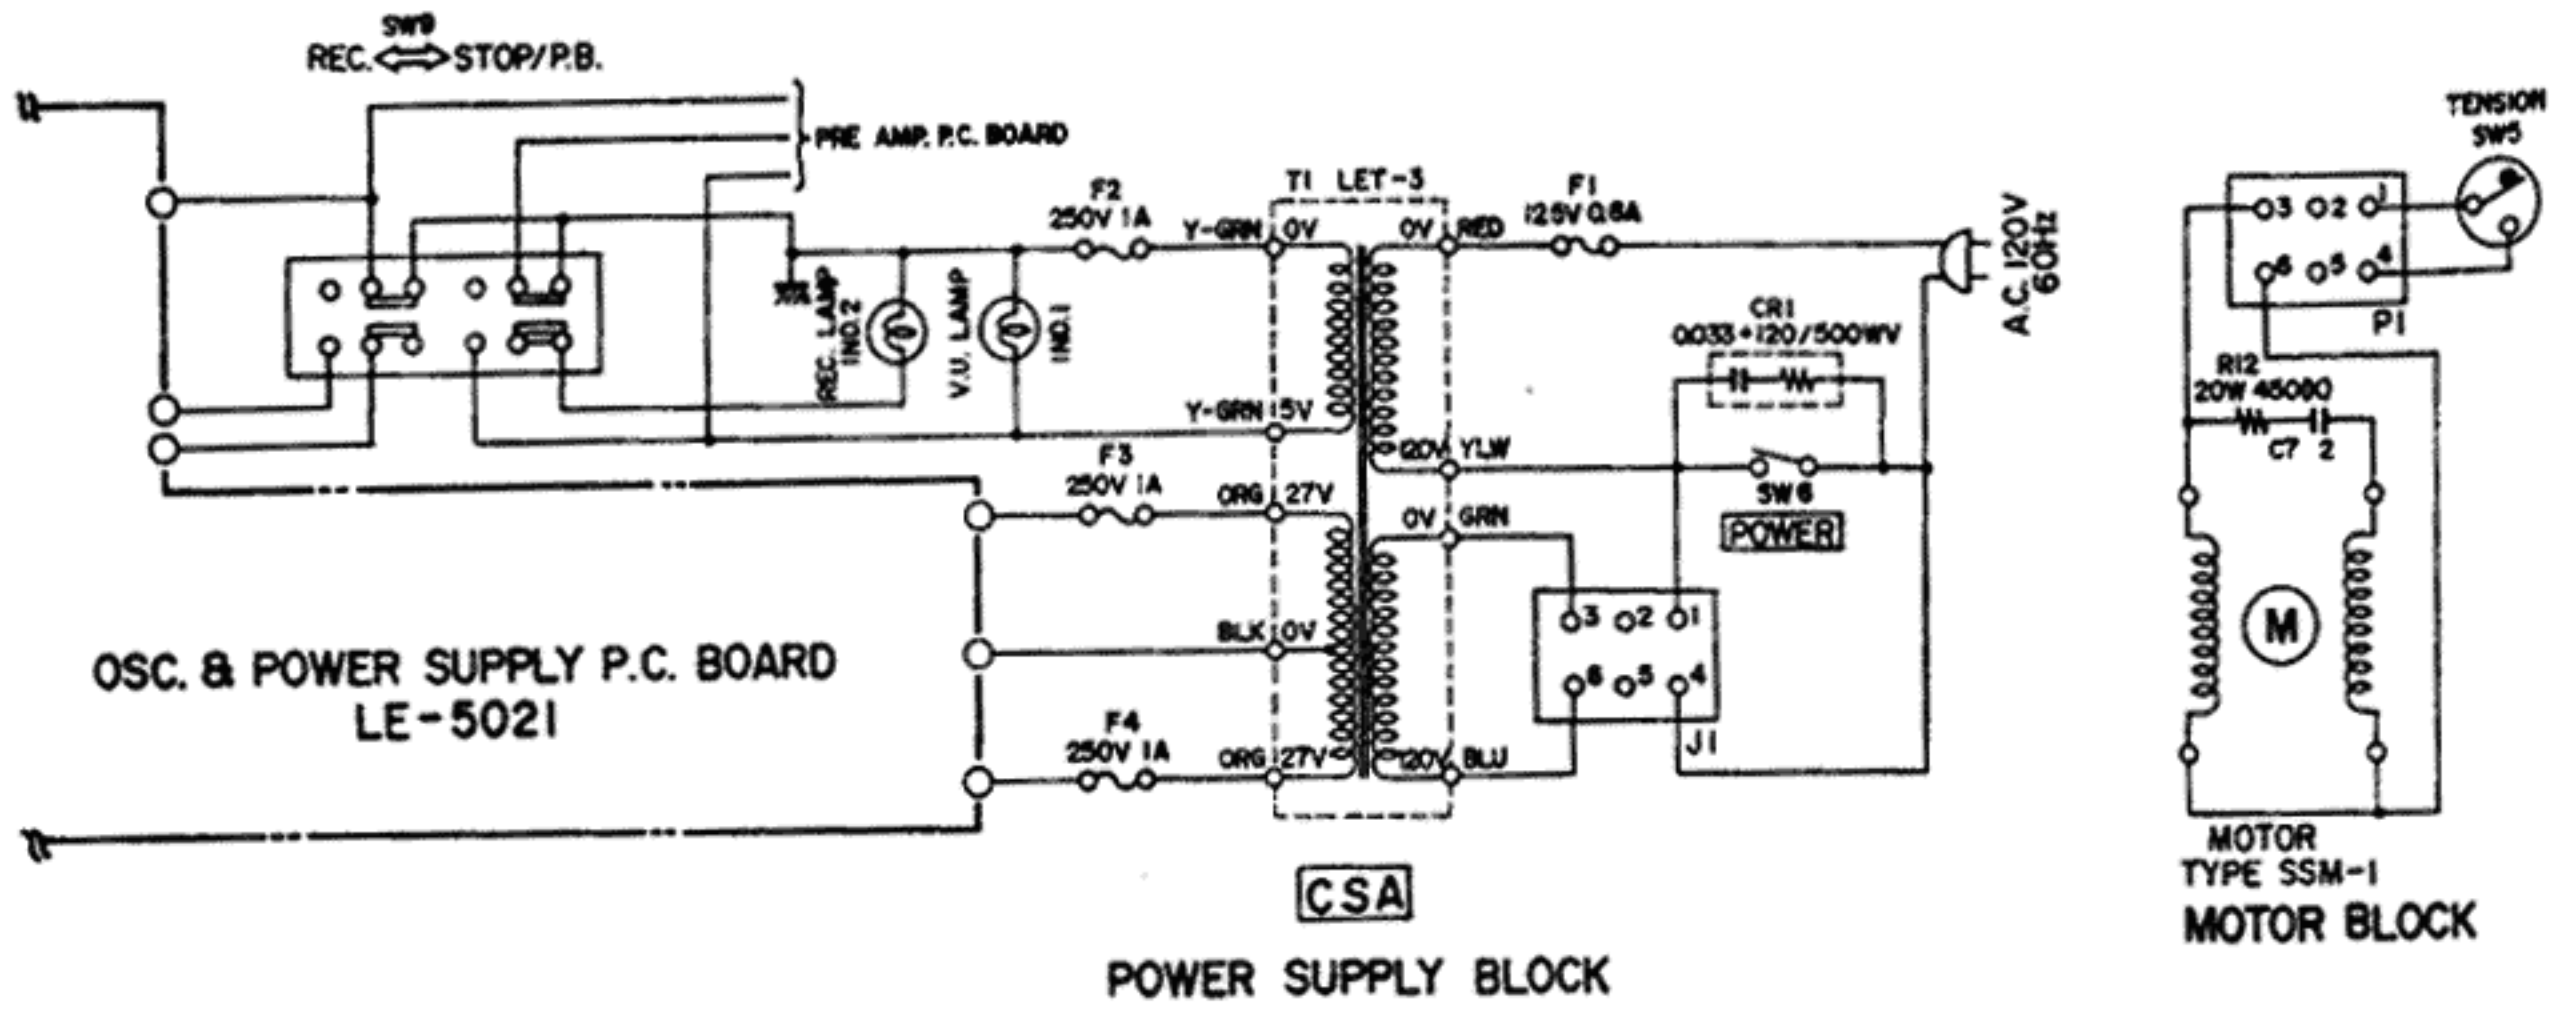 SW9
REC. STOP/P.B.
PRE AMP. P.C. BOARD
F2
250V 1A
Y-GRN 0V
T1 LET-3
0V RED
F1
125V 0.6A
A.C. 120V
60Hz
REC. LAMP
IND.2
V.U. LAMP
IND.1
Y-GRN 5V
CR1
0.033+120/500WV
120V YLW
SW6
POWER
F3
250V 1A
ORG 27V
0V GRN
BLK 0V
3 2 1
6 5 4
J1
F4
250V 1A
ORG 27V
120V BLU
OSC. & POWER SUPPLY P.C. BOARD
LE-5021
CSA
POWER SUPPLY BLOCK
TENSION
SW5
3 2 1
6 5 4
P1
R12
20W
C7 2
M
MOTOR
TYPE SSM-1
MOTOR BLOCK